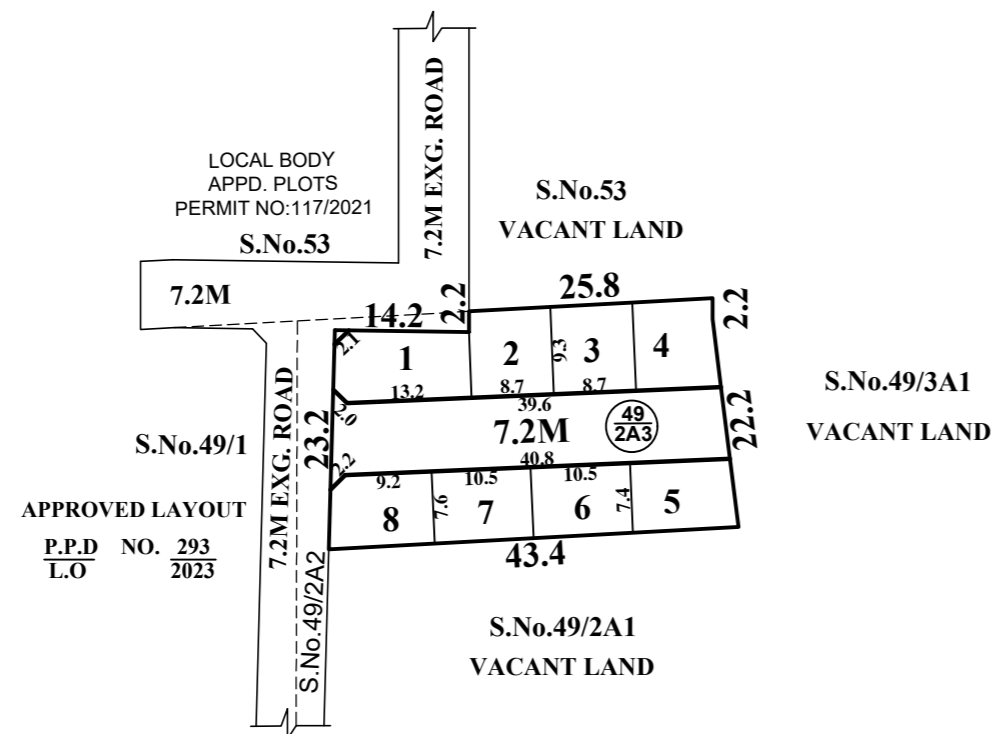 7.2M EXG. ROAD
LOCAL BODY
APPD. PLOTS
PERMIT NO:117/2021
S.No.53
S.No.53
VACANT LAND
7.2M
14.2
2.2
25.8
2.2
2.1
1
2
9.3
3
4
13.2
8.7
8.7
39.6
2.0
7.2M
49
2A3
23.2
22.2
S.No.49/3A1
VACANT LAND
S.No.49/1
7.2M EXG. ROAD
2.2
40.8
9.2
10.5
10.5
8
7.6
7
6
7.4
5
43.4
APPROVED LAYOUT
P.P.D NO. 293
L.O 2023
S.No.49/2A2
S.No.49/2A1
VACANT LAND